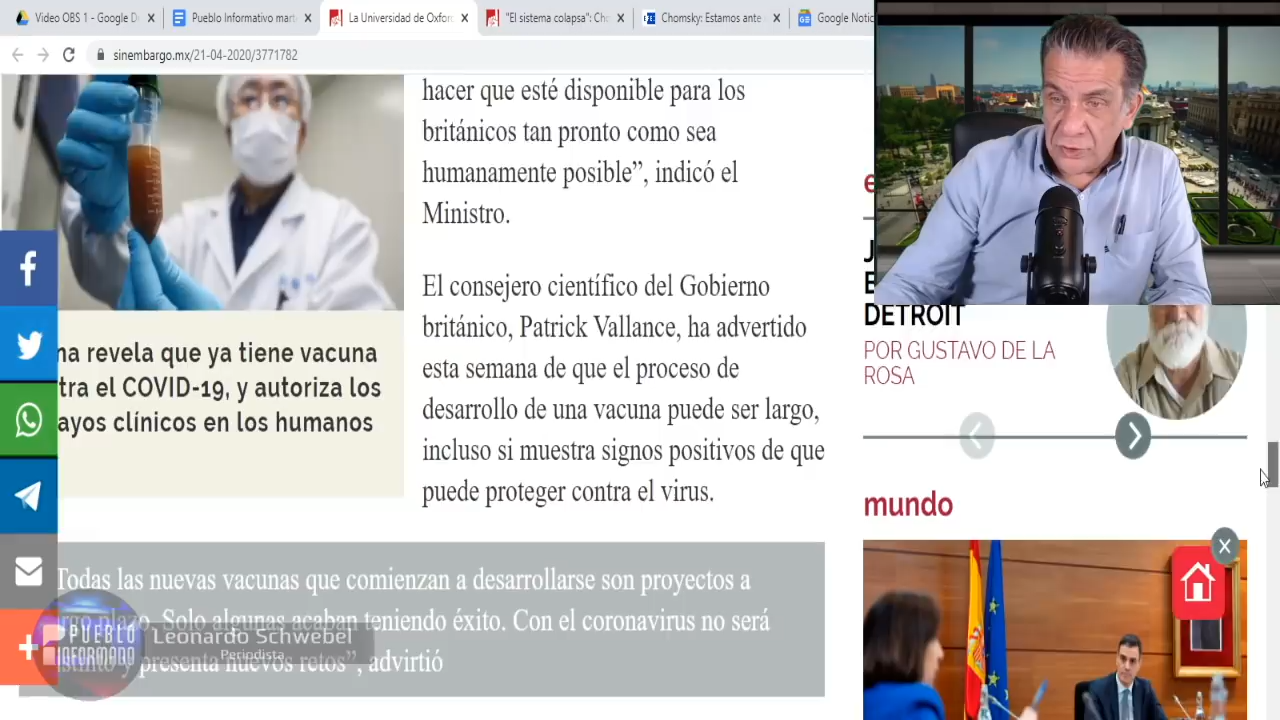 Video OBS 1 - Google D
Pueblo Informativo mart
La Universidad de Oxfor
"El sistema colapsa": Ch
Chomsky: Estamos ante
Google Notic
sinembargo.mx/21-04-2020/3771782
hacer que esté disponible para los
británicos tan pronto como sea
humanamente posible”, indicó el
Ministro.
El consejero científico del Gobierno
británico, Patrick Vallance, ha advertido
esta semana de que el proceso de
desarrollo de una vacuna puede ser largo,
incluso si muestra signos positivos de que
puede proteger contra el virus.
na revela que ya tiene vacuna
tra el COVID-19, y autoriza los
ayos clínicos en los humanos
Todas las nuevas vacunas que comienzan a desarrollarse son proyectos a
plazo. Solo algunas acaban teniendo éxito. Con el coronavirus no será
y presenta nuevos retos”, advirtió
PUEBLO
INFORMADO
Leonardo Schwebel
Periodista
DETROIT
POR GUSTAVO DE LA
ROSA
mundo